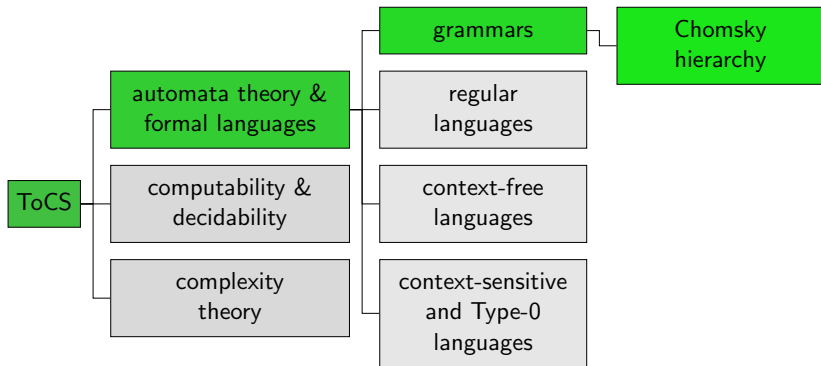 ToCS
automata theory &
formal languages
computability &
decidability
complexity
theory
grammars
regular
languages
context-free
languages
context-sensitive
and Type-0
languages
Chomsky
hierarchy